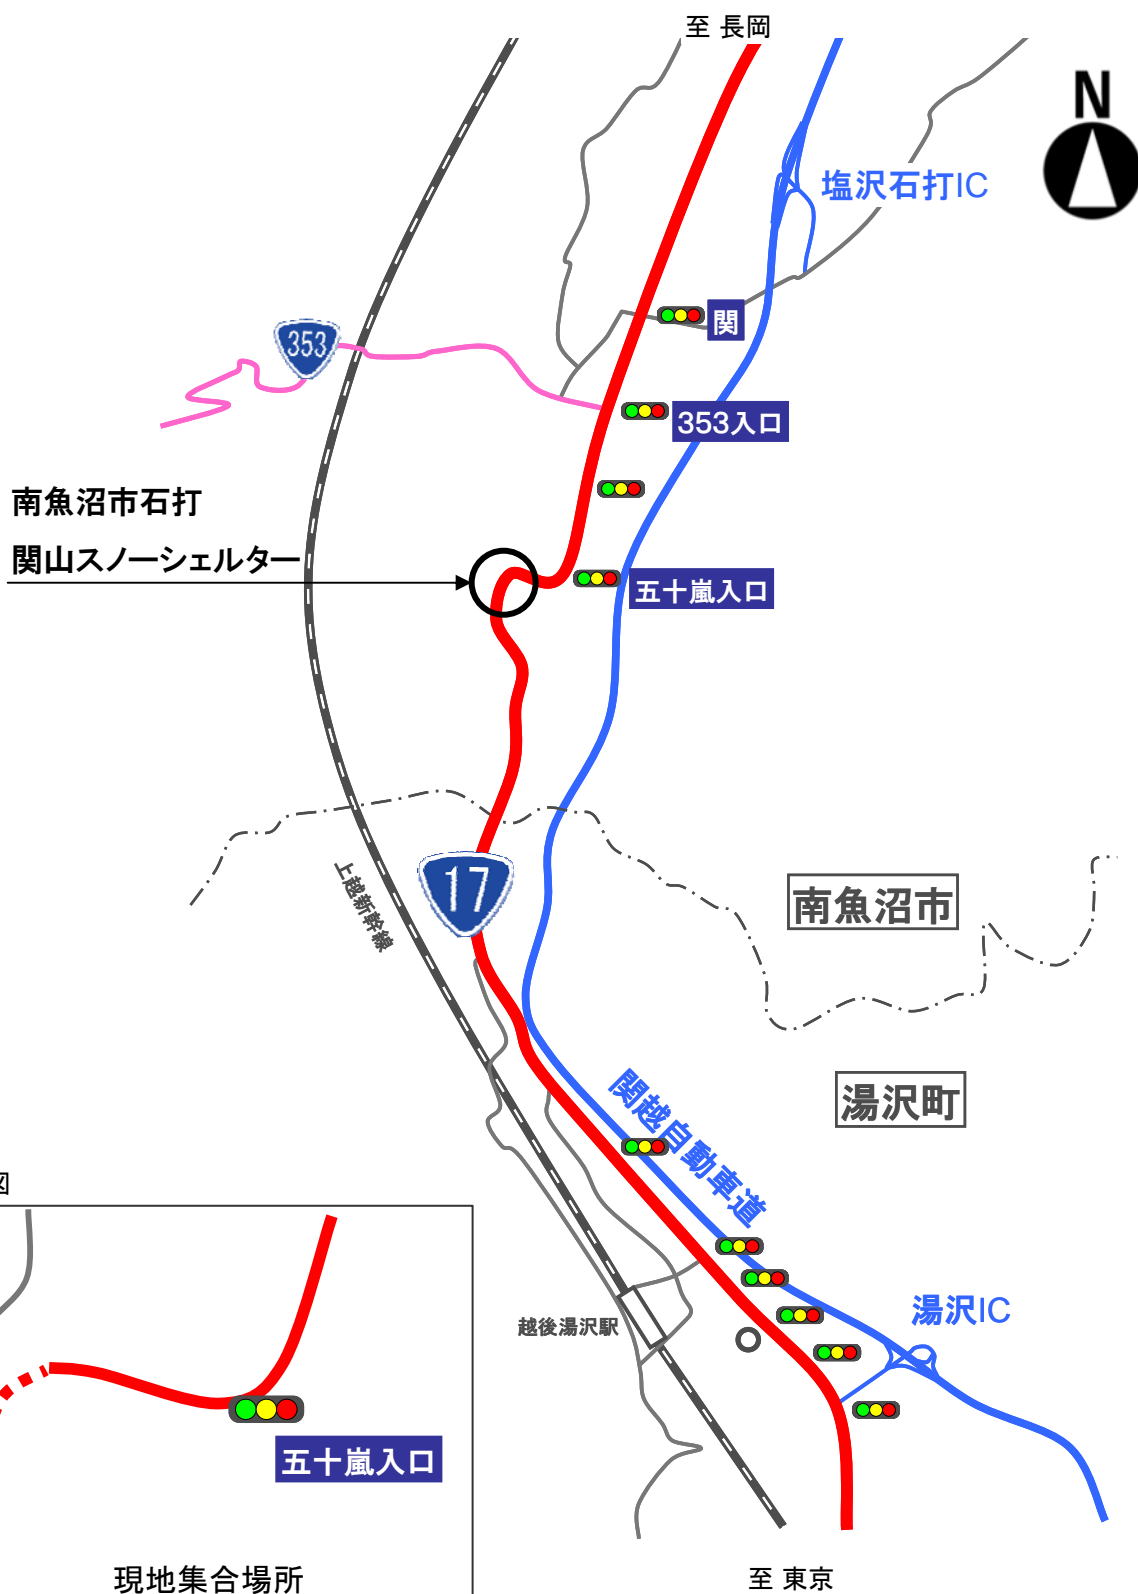 至 長岡
N
塩沢石打IC
関
353
353入口
南魚沼市石打
関山スノーシェルター
五十嵐入口
上越新幹線
17
南魚沼市
湯沢町
関越自動車道
図
湯沢IC
越後湯沢駅
五十嵐入口
現地集合場所
至 東京